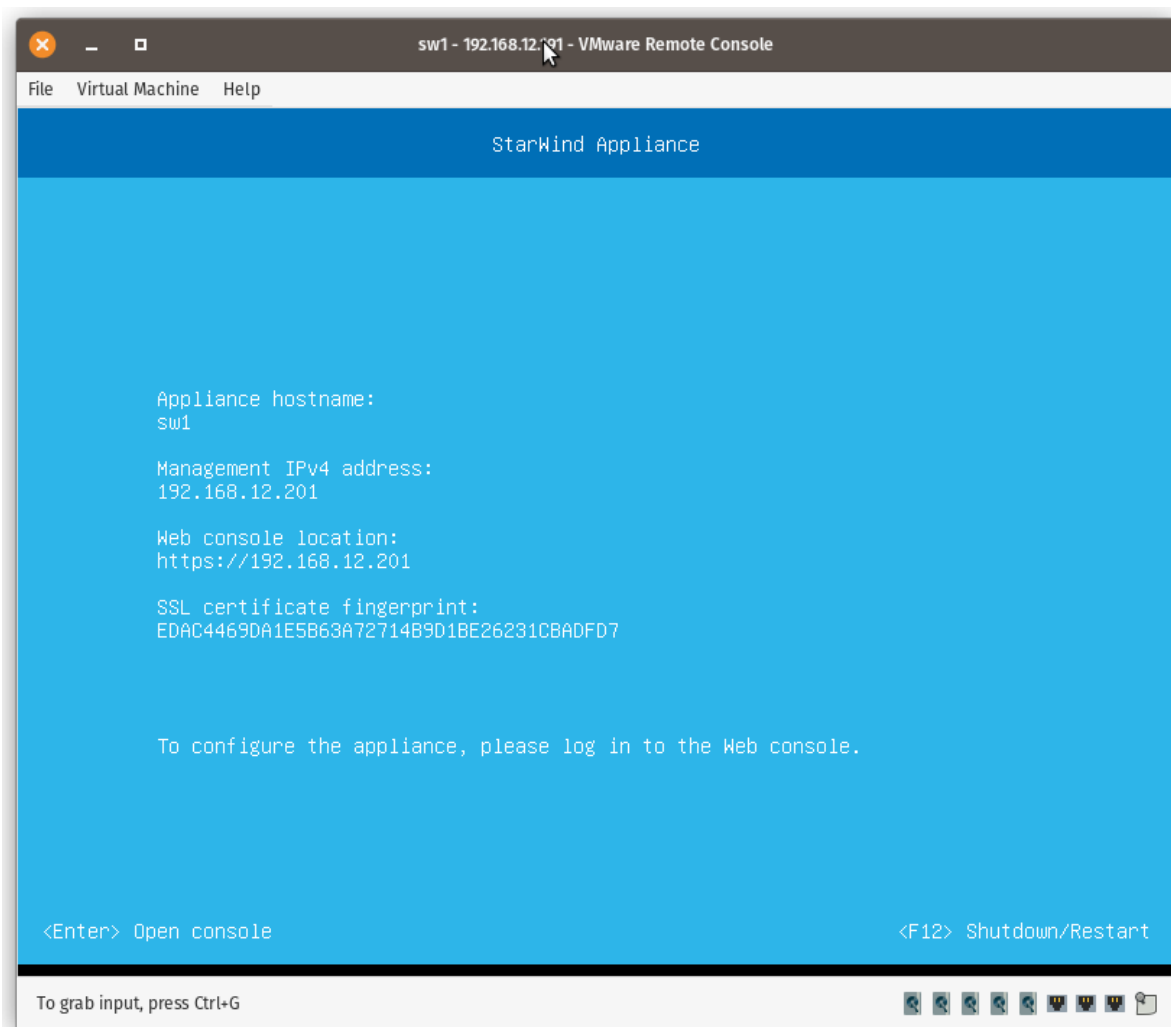 sw1 - 192.168.12.191 - VMware Remote Console
File Virtual Machine Help
StarWind Appliance
Appliance hostname:
sw1
Management IPv4 address:
192.168.12.201
Web console location:
https://192.168.12.201
SSL certificate fingerprint:
EDAC4469DA1E5B63A72714B9D1BE26231CBADFD7
To configure the appliance, please log in to the Web console.
<Enter> Open console <F12> Shutdown/Restart
To grab input, press Ctrl+G